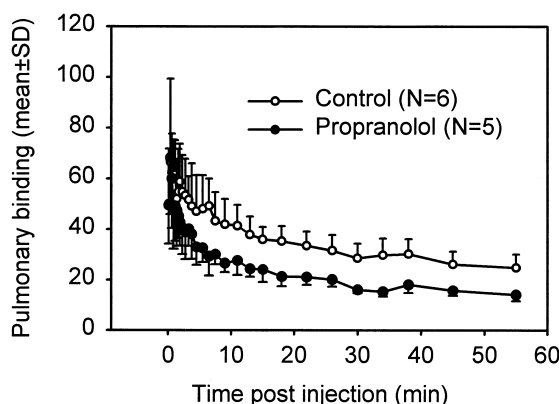 Pulmonary binding (mean±SD)
120
100
80
60
40
20
0
Control (N=6)
Propranolol (N=5)
0 10 20 30 40 50 60
Time post injection (min)